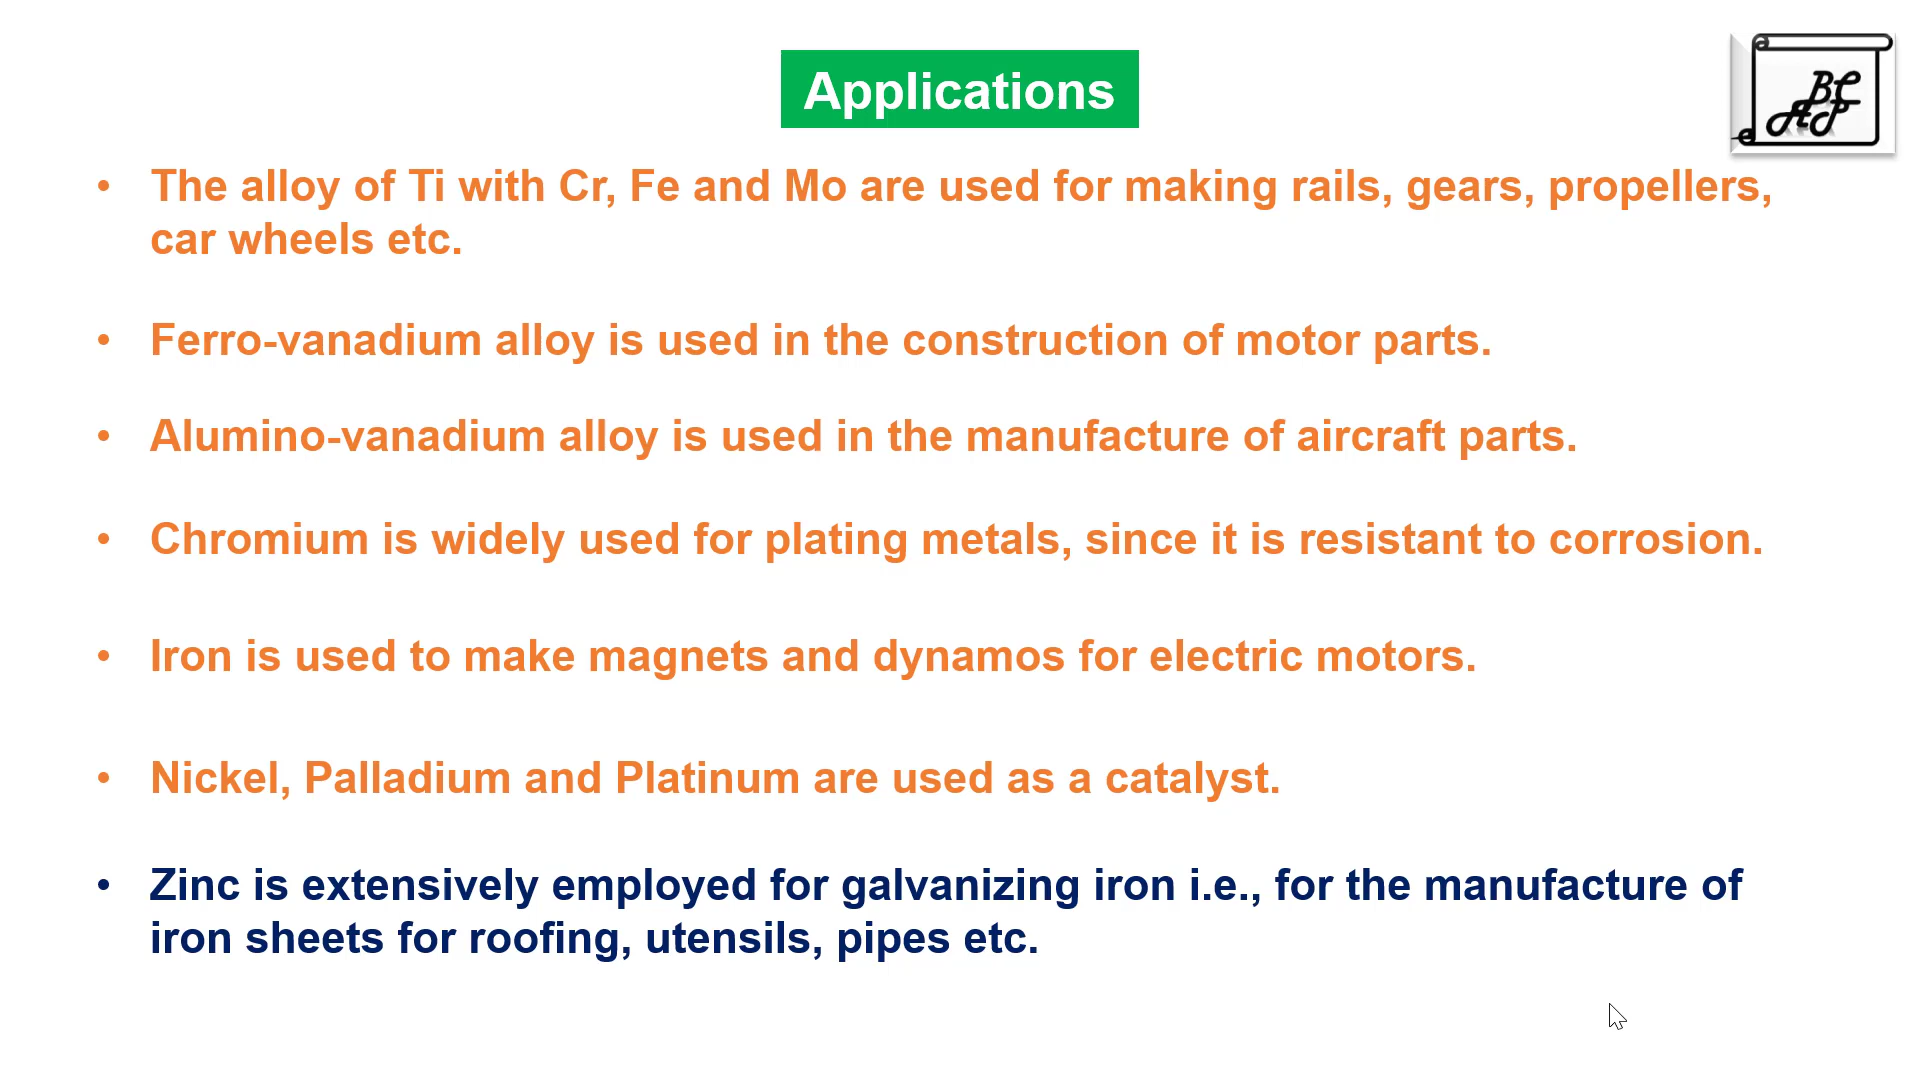 Applications
• The alloy of Ti with Cr, Fe and Mo are used for making rails, gears, propellers,
car wheels etc.
• Ferro-vanadium alloy is used in the construction of motor parts.
• Alumino-vanadium alloy is used in the manufacture of aircraft parts.
• Chromium is widely used for plating metals, since it is resistant to corrosion.
• Iron is used to make magnets and dynamos for electric motors.
• Nickel, Palladium and Platinum are used as a catalyst.
• Zinc is extensively employed for galvanizing iron i.e., for the manufacture of
iron sheets for roofing, utensils, pipes etc.